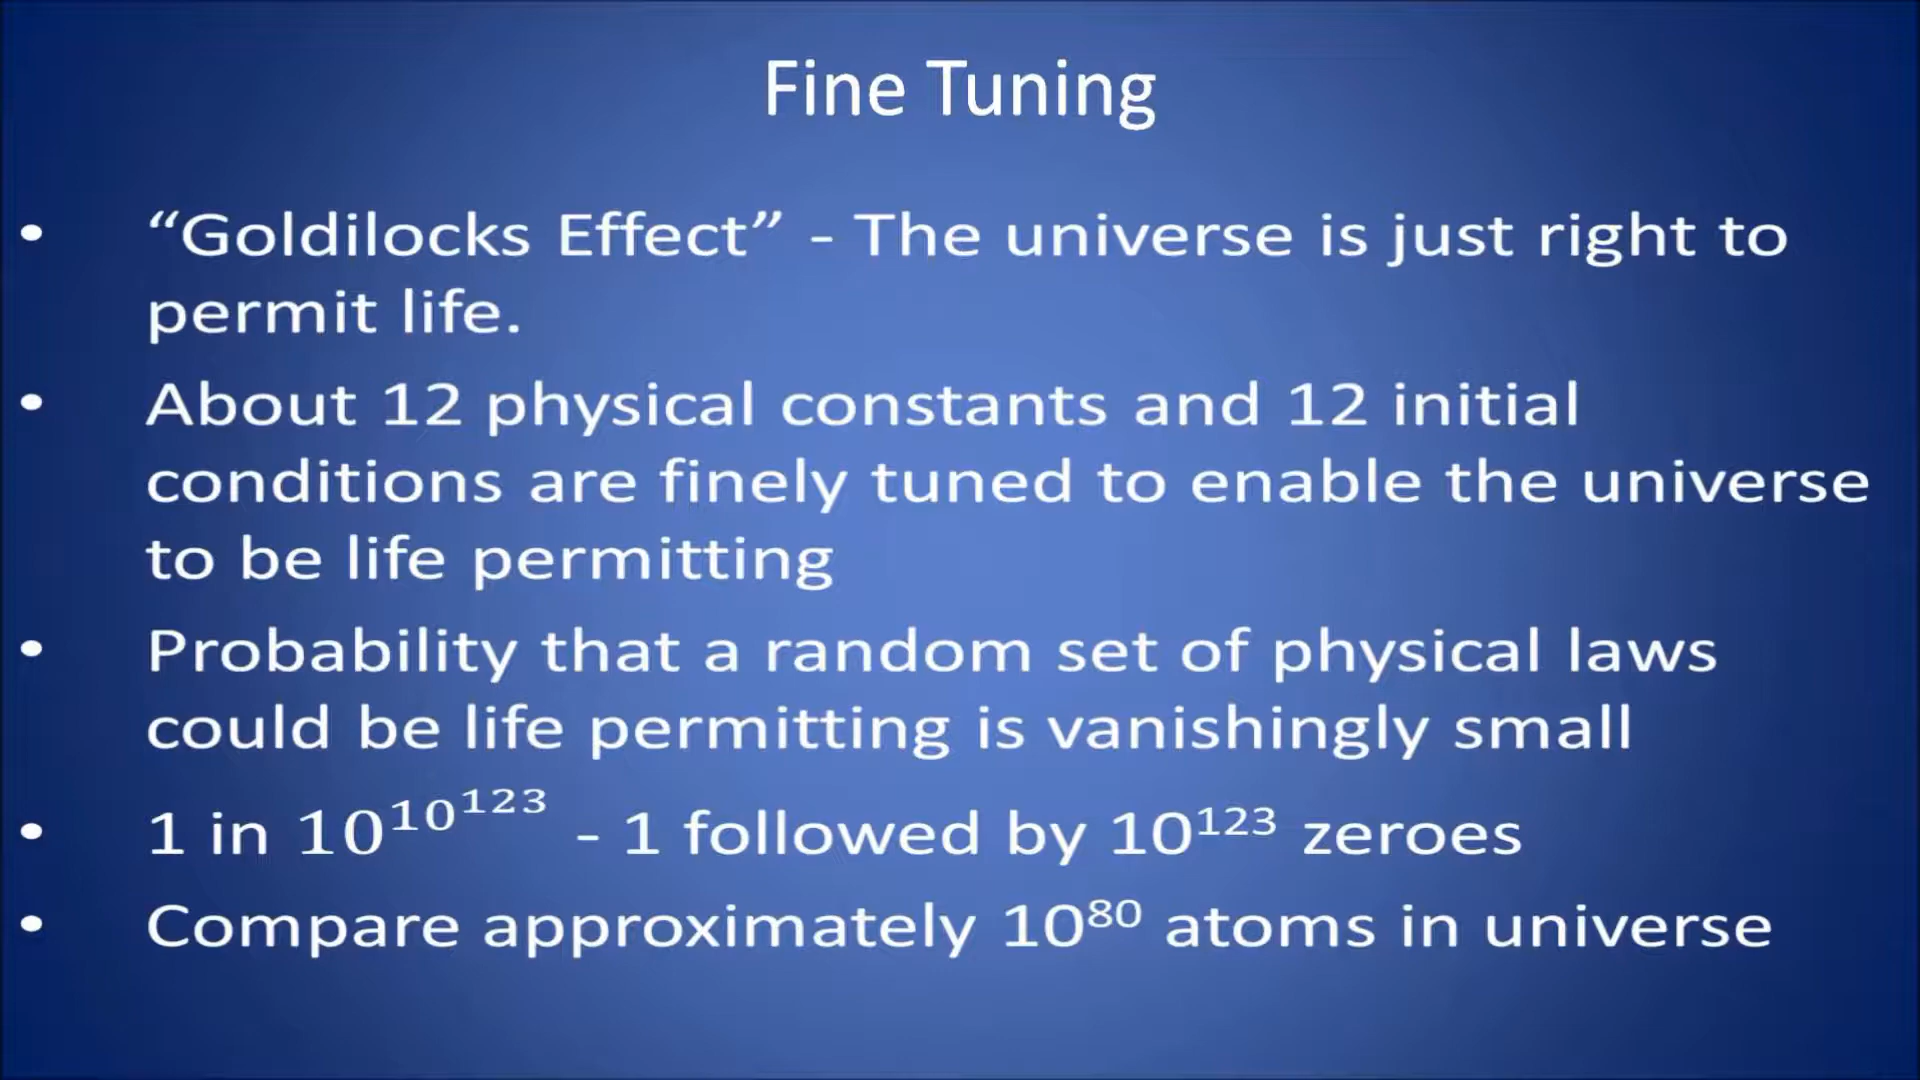 Fine Tuning
• “Goldilocks Effect” - The universe is just right to
permit life.
• About 12 physical constants and 12 initial
conditions are finely tuned to enable the universe
to be life permitting
• Probability that a random set of physical laws
could be life permitting is vanishingly small
• 1 in 10^10^123 - 1 followed by 10^123 zeroes
• Compare approximately 10^80 atoms in universe